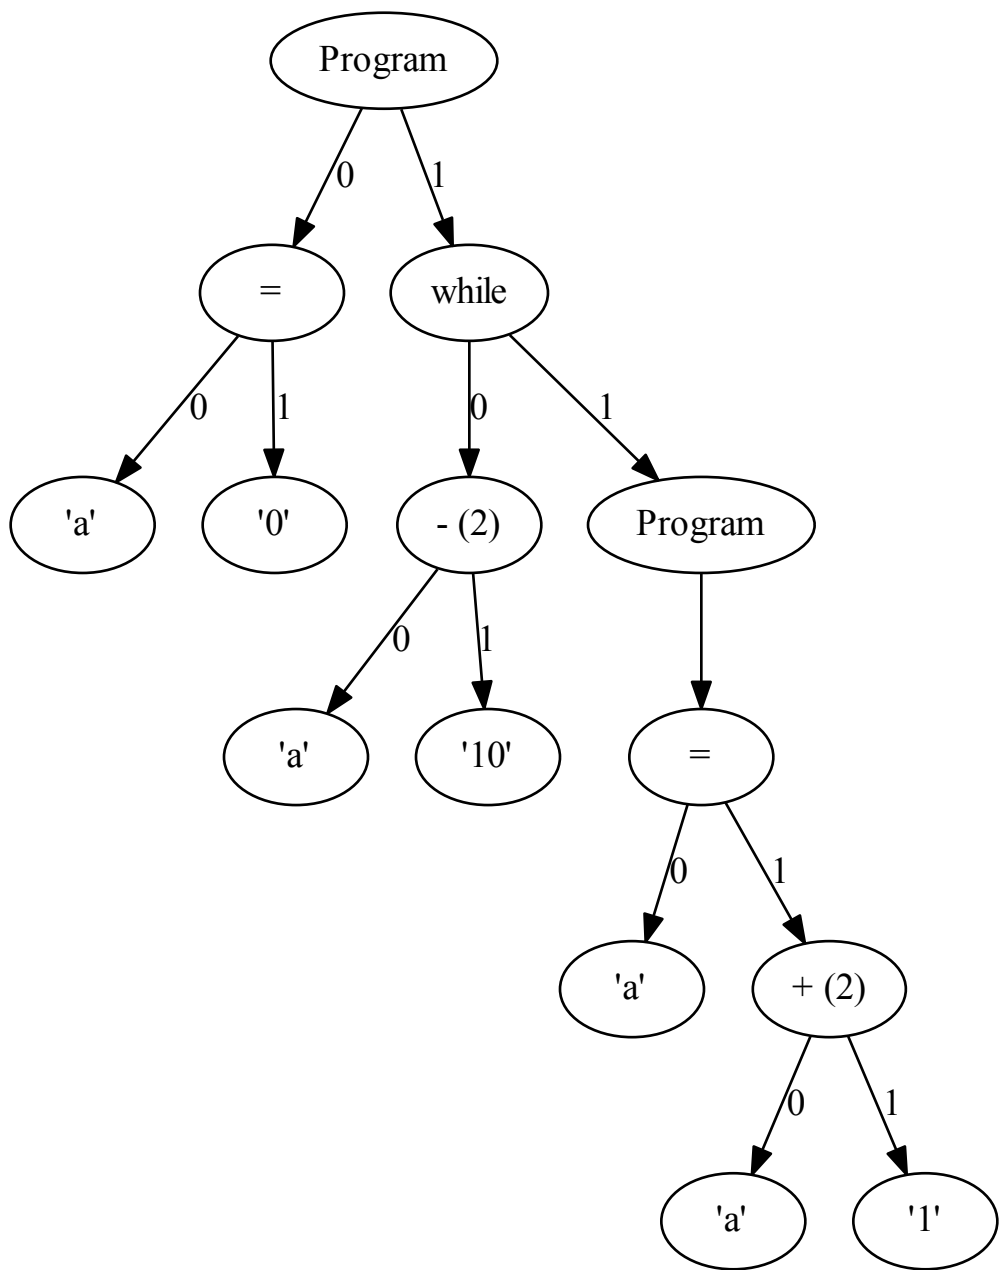 Program
0
1
=
while
0
1
0
1
'a'
'0'
- (2)
Program
0
1
'a'
'10'
=
0
1
'a'
+ (2)
0
1
'a'
'1'